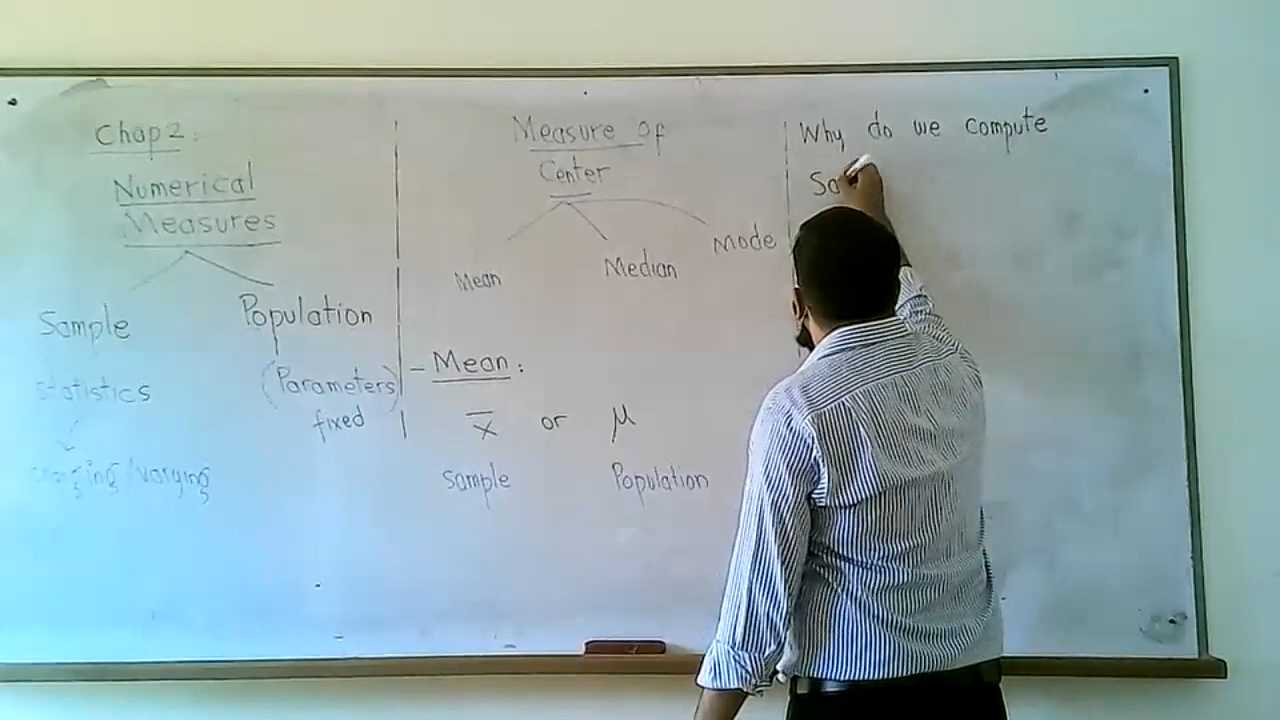 Chap 2:
Numerical
Measures
Sample
Population
statistics
(Parameters)
fixed
/varying
Measure of
Center
Mean
Median
Mode
- Mean:
x̄ or μ
sample
Population
Why do we compute
Sa